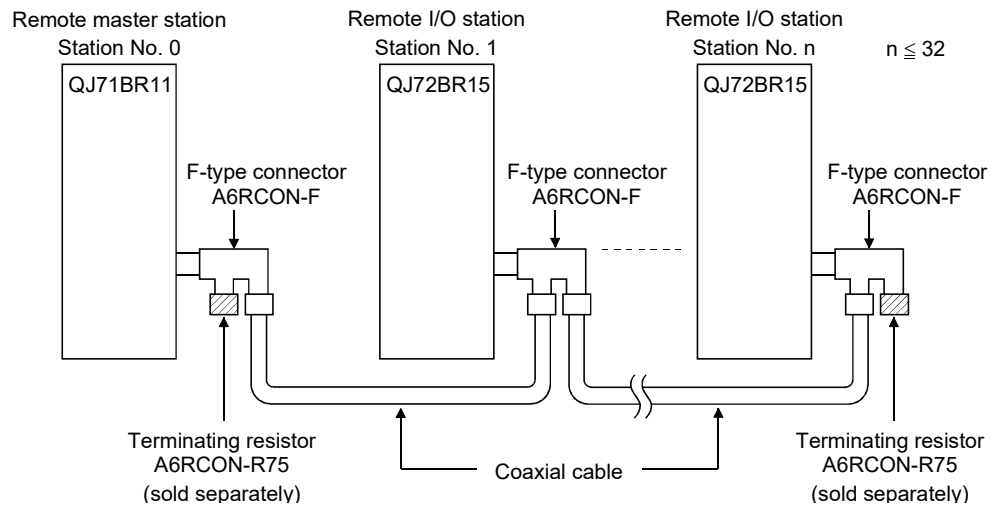 Remote master station
Station No. 0
Remote I/O station
Station No. 1
Remote I/O station
Station No. n
n ≦ 32
QJ71BR11
QJ72BR15
QJ72BR15
F-type connector
A6RCON-F
F-type connector
A6RCON-F
F-type connector
A6RCON-F
Terminating resistor
A6RCON-R75
(sold separately)
Coaxial cable
Terminating resistor
A6RCON-R75
(sold separately)